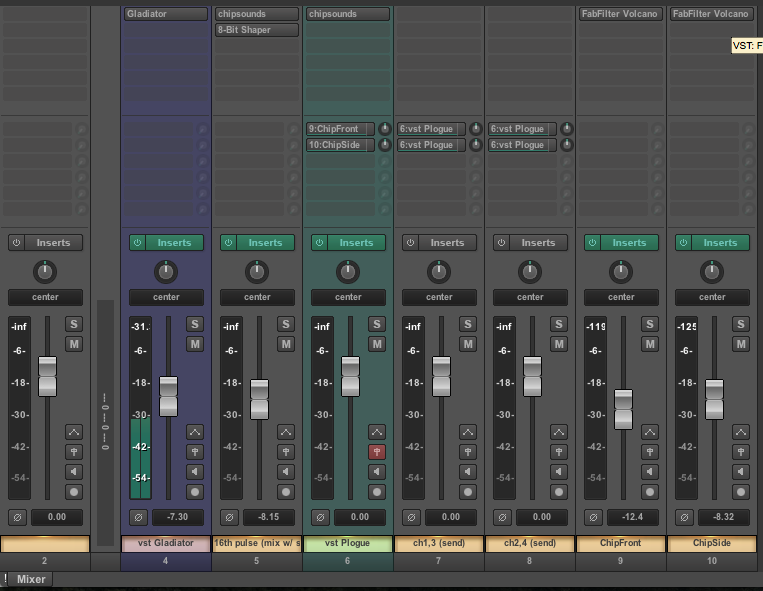 Gladiator chipsounds chipsounds FabFilter Volcano FabFilter Volcano
8-Bit Shaper
VST: F
9:ChipFront 6:vst Plogue 6:vst Plogue
10:ChipSide 6:vst Plogue 6:vst Plogue
Inserts Inserts Inserts Inserts Inserts Inserts Inserts Inserts
center center center center center center center center
-inf -31. S -inf S -inf S -inf S -inf S -119 S -125 S
S
-6- M -6- M -6- M -6- M -6- M -6- M -6- M -6- M
-18- -18- -18- -18- -18- -18- -18- -18-
-30- -30- -30- -30- -30- -30- -30- -30-
-42- -42- -42- -42- -42- -42- -42- -42-
-54- -54- -54- -54- -54- -54- -54- -54-
0.00 -7.30 -8.15 0.00 0.00 0.00 -12.4 -8.32
vst Gladiator 16th pulse (mix w/ s vst Plogue ch1,3 (send) ch2,4 (send) ChipFront ChipSide
2 4 5 6 7 8 9 10
! Mixer